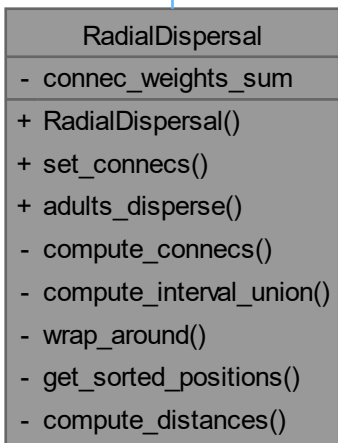 RadialDispersal
- connec_weights_sum
+ RadialDispersal()
+ set_connecs()
+ adults_disperse()
- compute_connecs()
- compute_interval_union()
- wrap_around()
- get_sorted_positions()
- compute_distances()